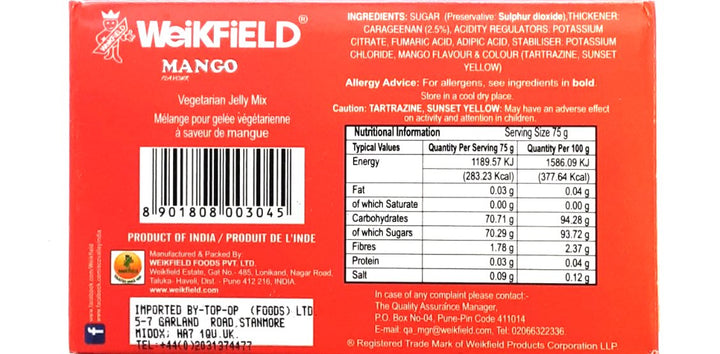 WEIKFIELD
WeiKFiELD®
MANGO
FLAVOUR
Vegetarian Jelly Mix
Mélange pour gelée végétarienne
à saveur de mangue
8 901808 003045
PRODUCT OF INDIA / PRODUIT DE L'INDE
weikfield
Manufactured & Packed By:
WEIKFIELD FOODS PVT. LTD.
Weikfield Estate, Gat No.- 485, Lonikand, Nagar Road,
Taluka- Haveli, Dist. - Pune 412 216, INDIA.
www.weikfield.com
www.facebook.com/Weikfield
f
IMPORTED BY-TOP-OP (FOODS) LTD
5-7 GARLAND ROAD,STANMORE
MIDDX; HA7 1QU.UK.
TEL-+44(0)2031374477
INGREDIENTS: SUGAR (Preservative: Sulphur dioxide),THICKENER:
CARAGEENAN (2.5%), ACIDITY REGULATORS: POTASSIUM
CITRATE, FUMARIC ACID, ADIPIC ACID, STABILISER: POTASSIUM
CHLORIDE, MANGO FLAVOUR & COLOUR (TARTRAZINE, SUNSET
YELLOW)
Allergy Advice: For allergens, see ingredients in bold.
Store in a cool dry place.
Caution: TARTRAZINE, SUNSET YELLOW: May have an adverse effect
on activity and attention in children.
Nutritional Information Serving Size 75 g
Typical Values Quantity Per Serving 75 g Quantity Per 100 g
Energy 1189.57 KJ 1586.09 KJ
(283.23 Kcal) (377.64 Kcal)
Fat 0.03 g 0.04 g
of which Saturate 0.00 g 0.00 g
Carbohydrates 70.71 g 94.28 g
of which Sugars 70.29 g 93.72 g
Fibres 1.78 g 2.37 g
Protein 0.03 g 0.04 g
Salt 0.09 g 0.12 g
In case of any complaint please contact:-
The Quality Assurance Manager,
P.O. Box No-04, Pune-Pin Code 411014
E-mail: qa_mgr@weikfield.com, Tel: 02066322336
® Registered Trade Mark of Weikfield Products Corporation LLP